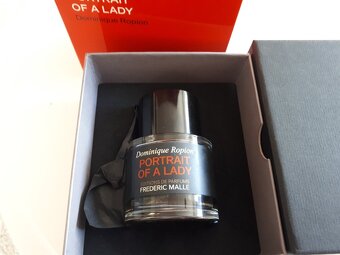 PORTRAIT
OF A LADY
Dominique Ropion
Dominique Ropion
PORTRAIT
OF A LADY
EDITIONS DE PARFUMS
FREDERIC MALLE